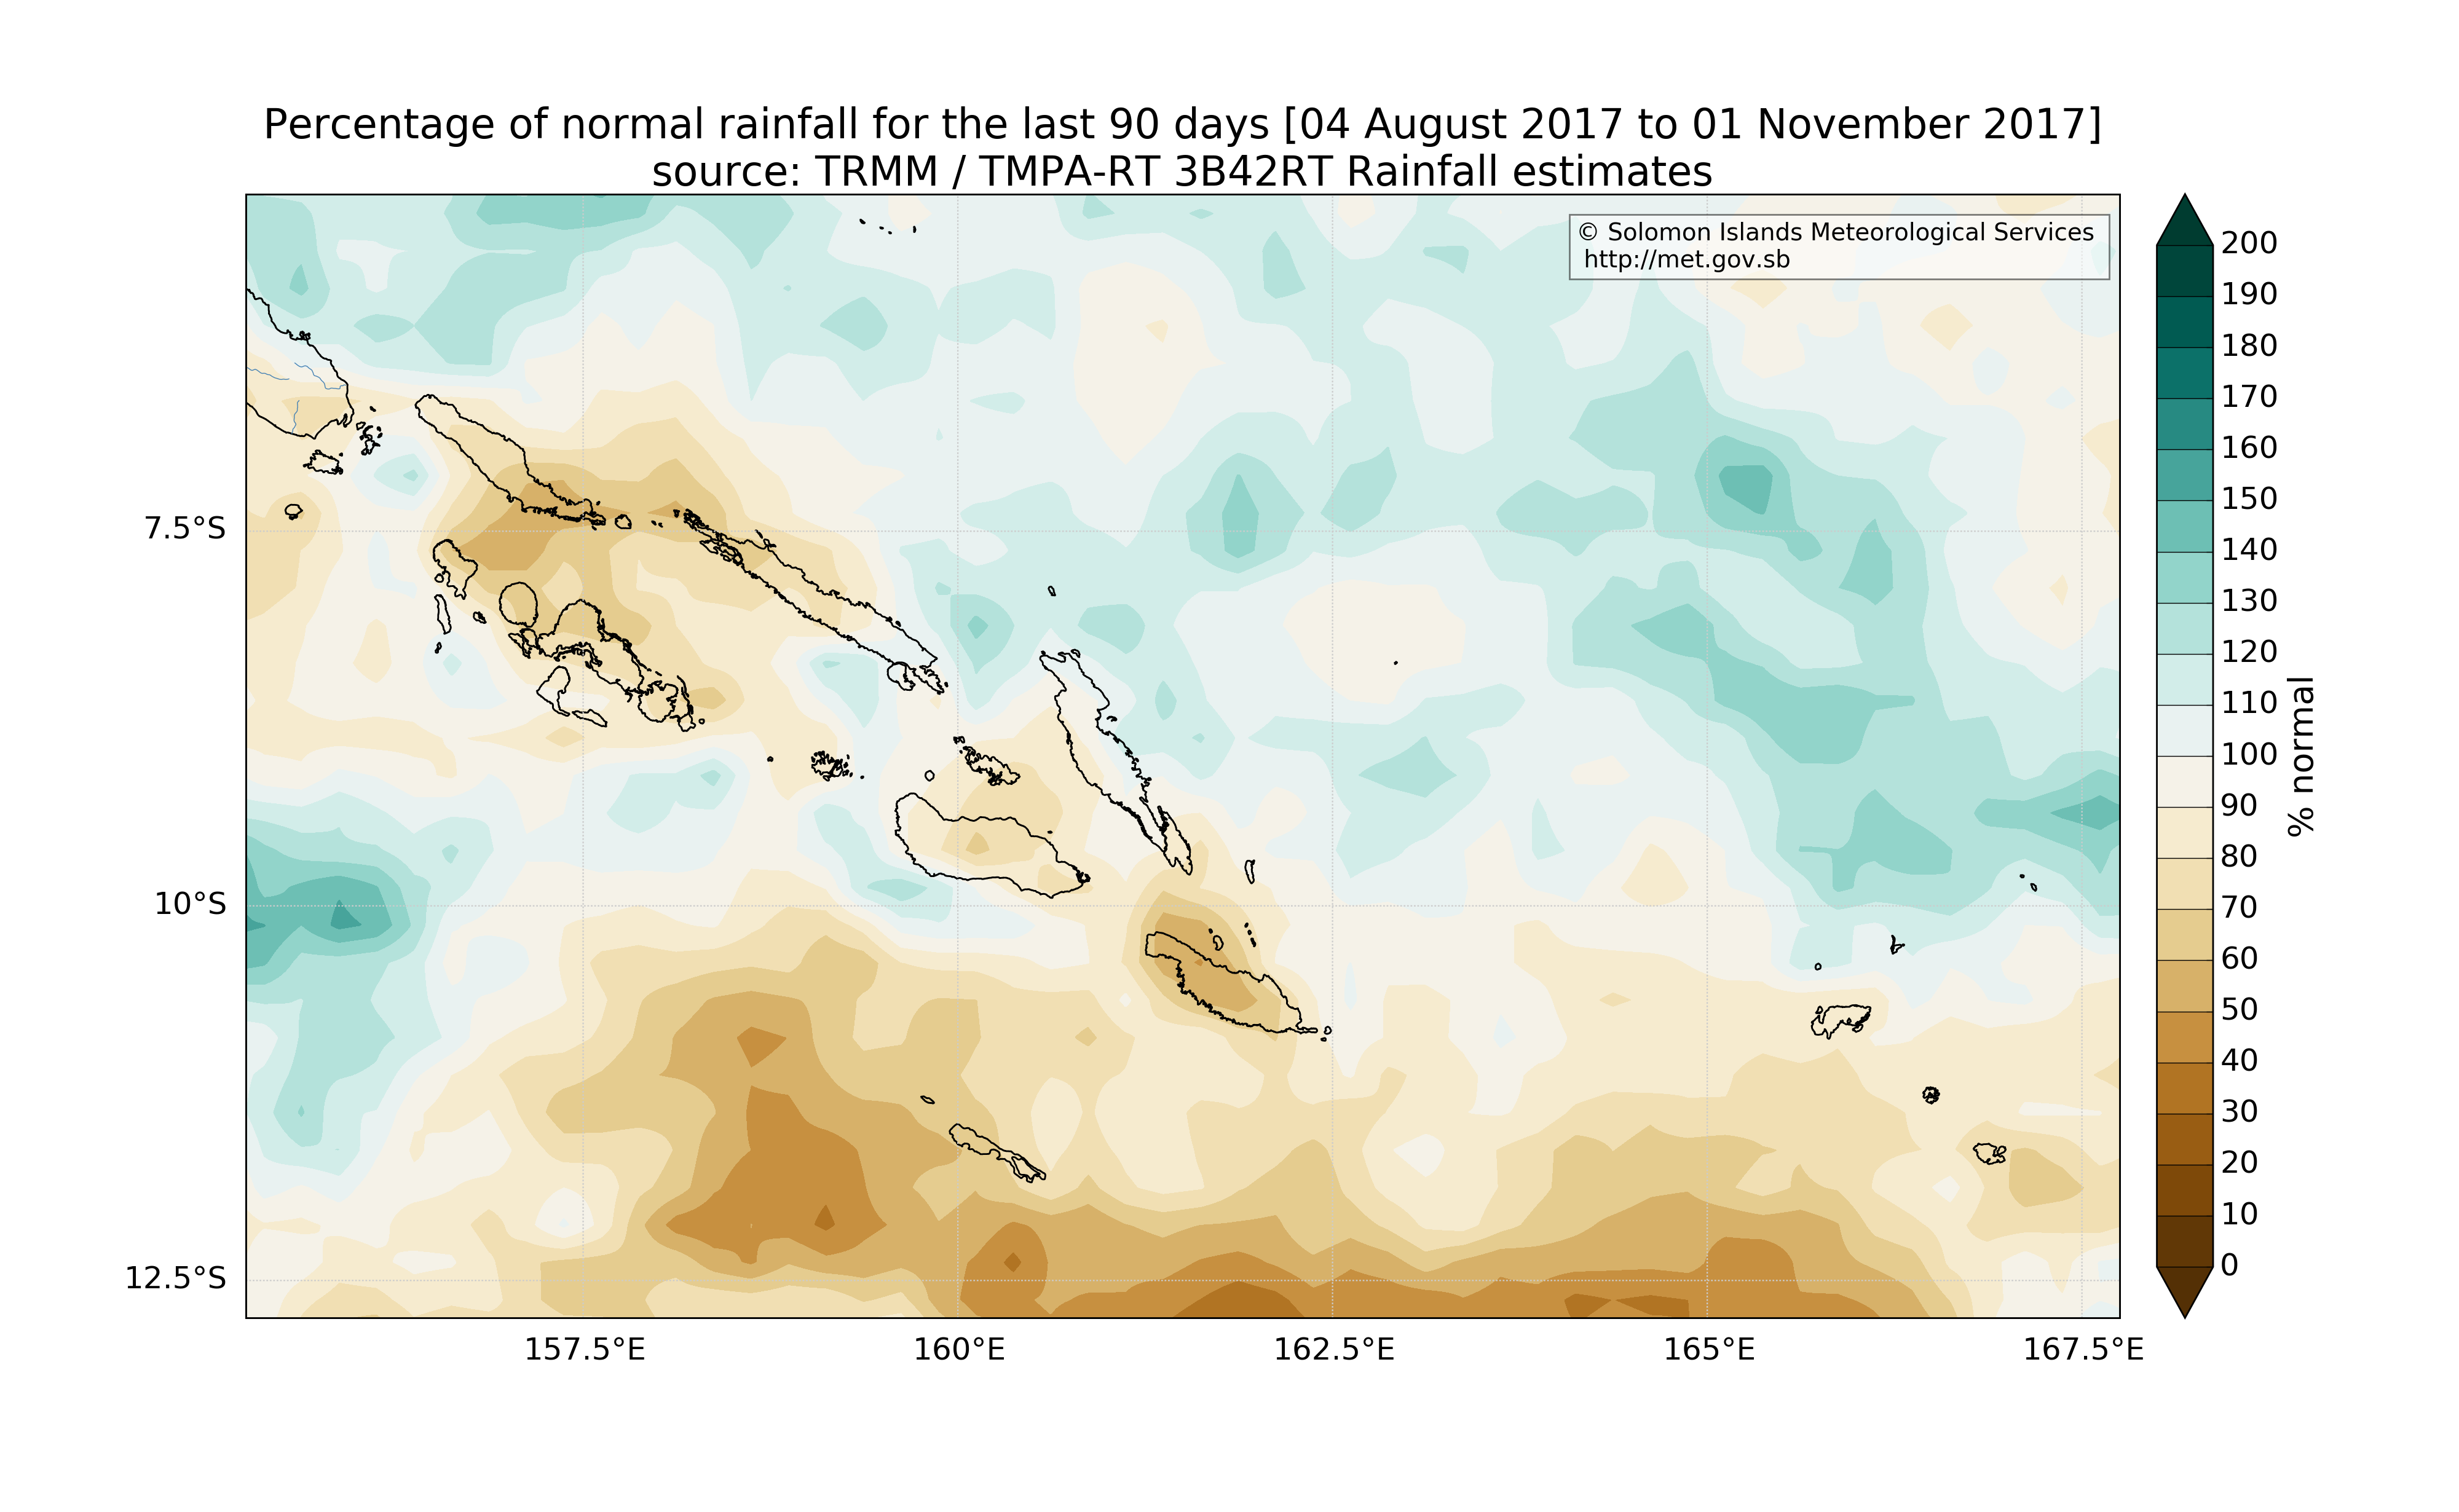 Percentage of normal rainfall for the last 90 days [04 August 2017 to 01 November 2017]
source: TRMM / TMPA-RT 3B42RT Rainfall estimates
© Solomon Islands Meteorological Services
http://met.gov.sb
200
190
180
170
160
150
140
130
120
110
100
90
80
70
60
50
40
30
20
10
0
% normal
7.5°S
10°S
12.5°S
157.5°E
160°E
162.5°E
165°E
167.5°E